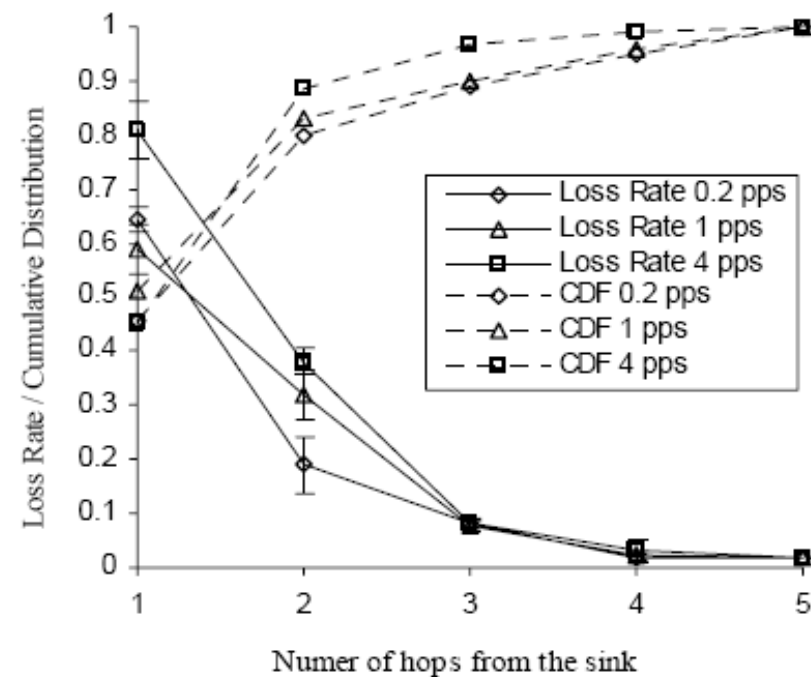 Loss Rate / Cumulative Distribution
1
0.9
0.8
0.7
0.6
0.5
0.4
0.3
0.2
0.1
0
Loss Rate 0.2 pps
Loss Rate 1 pps
Loss Rate 4 pps
CDF 0.2 pps
CDF 1 pps
CDF 4 pps
1 2 3 4 5
Numer of hops from the sink